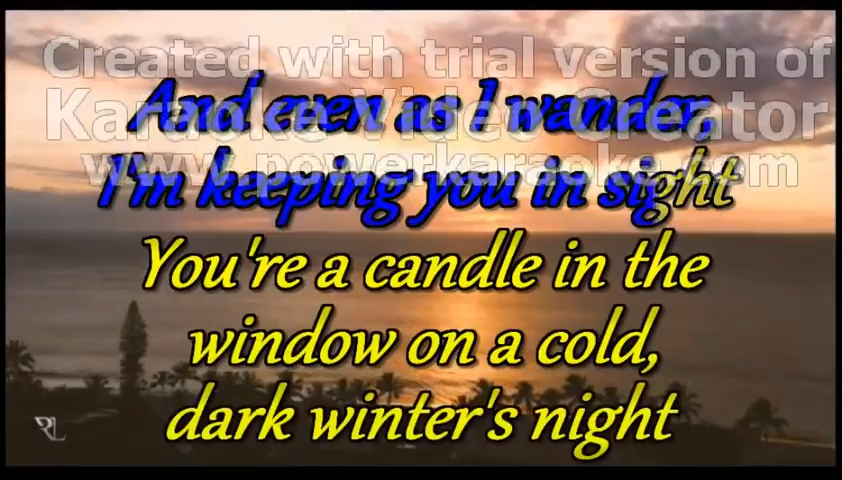 Created with trial version of
And even as I wander,
Karaoke Video Creator
I'm keeping you in sight
www.powerkaraoke.com
You're a candle in the
window on a cold,
dark winter's night
RL